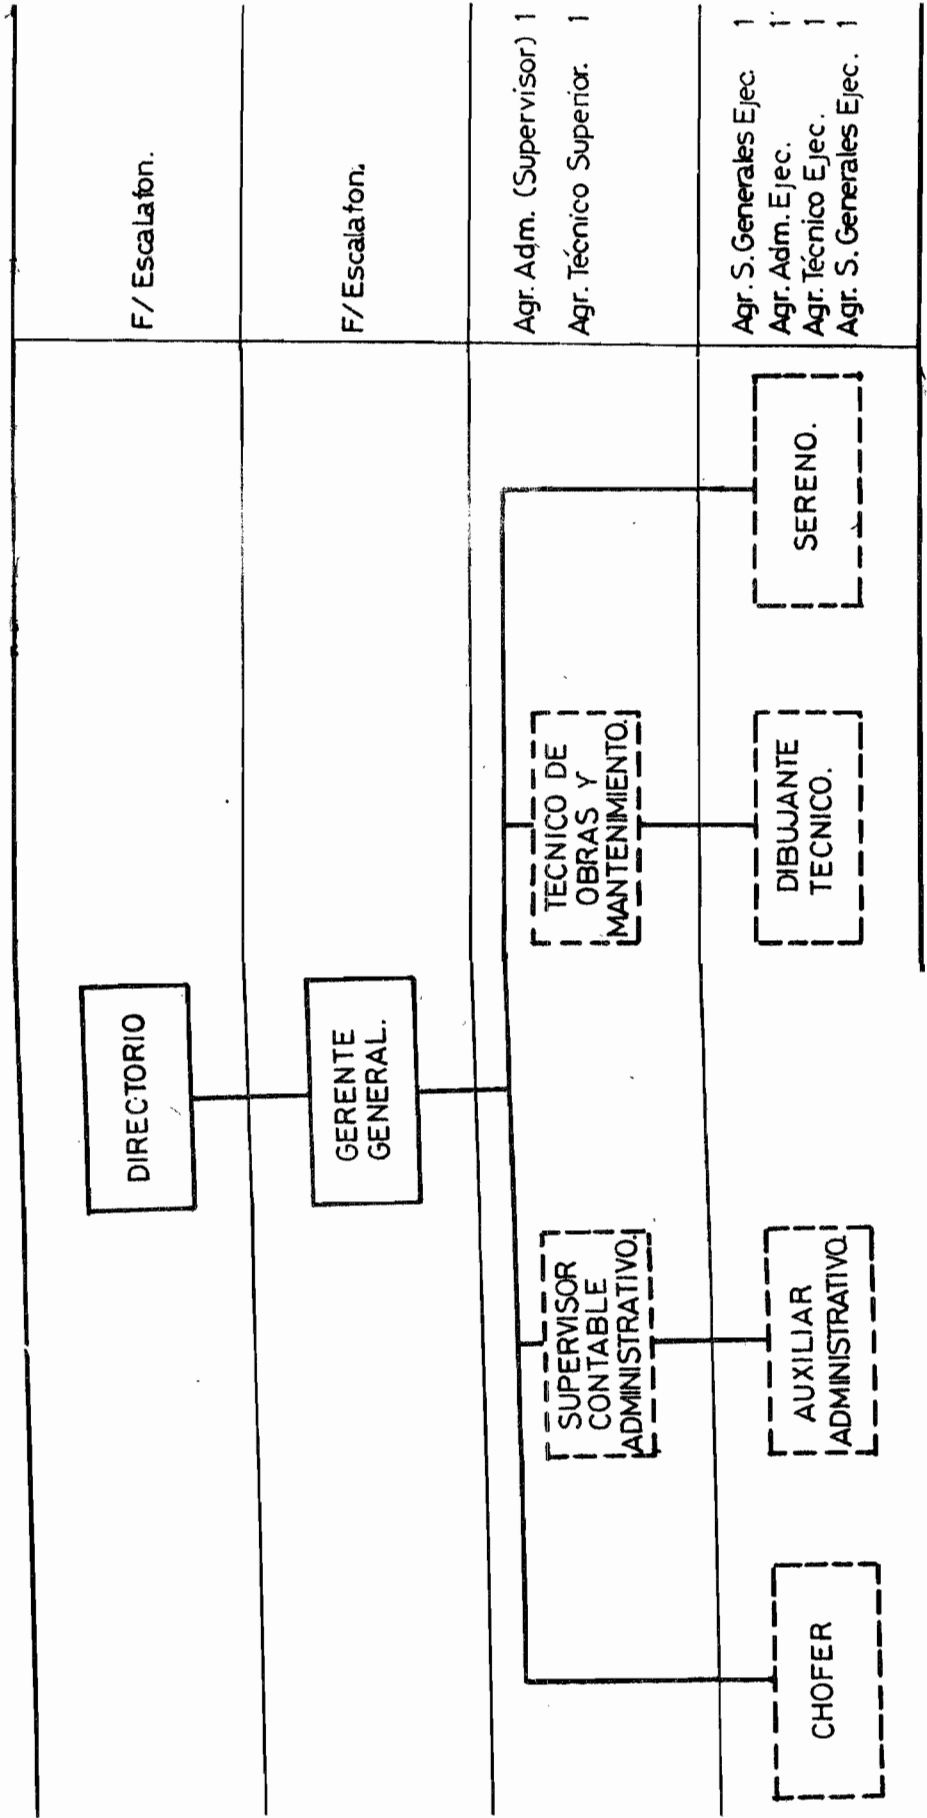 DIRECTORIO
F/ Escalafon.
GERENTE
GENERAL.
F/ Escalafon.
SUPERVISOR
CONTABLE
ADMINISTRATIVO.
TECNICO DE
OBRAS Y
MANTENIMIENTO.
Agr. Adm. (Supervisor) 1
Agr. Técnico Superior. 1
CHOFER
AUXILIAR
ADMINISTRATIVO.
DIBUJANTE
TECNICO.
SERENO.
Agr. S. Generales Ejec. 1
Agr. Adm. Ejec. 1
Agr. Técnico Ejec. 1
Agr. S. Generales Ejec. 1